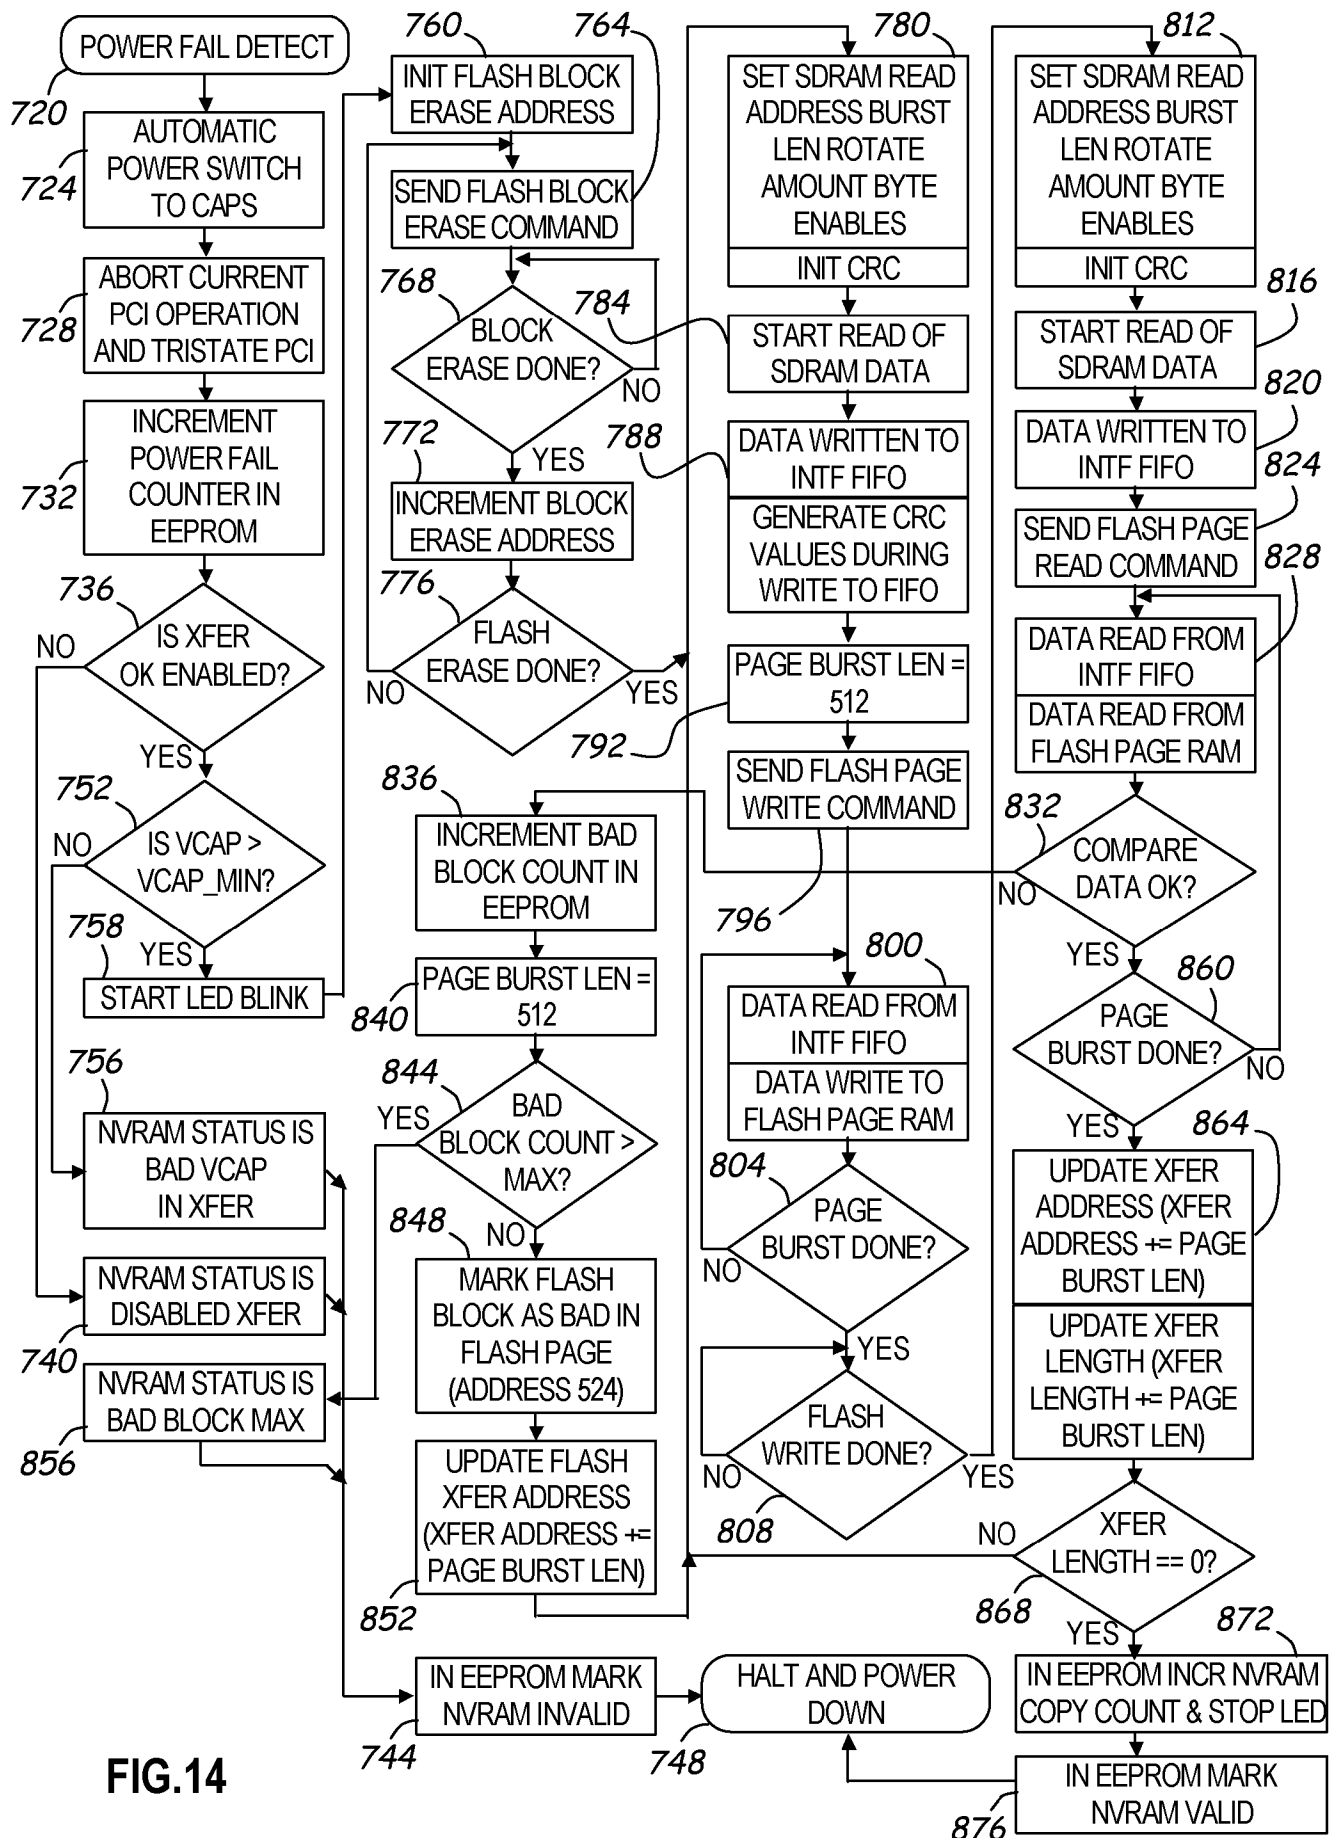 POWER FAIL DETECT
720
AUTOMATIC
POWER SWITCH
TO CAPS
724
ABORT CURRENT
PCI OPERATION
AND TRISTATE PCI
728
INCREMENT
POWER FAIL
COUNTER IN
EEPROM
732
736
IS XFER
OK ENABLED?
NO
YES
752
IS VCAP >
VCAP_MIN?
NO
YES
758
START LED BLINK
756
NVRAM STATUS IS
BAD VCAP
IN XFER
NVRAM STATUS IS
DISABLED XFER
740
NVRAM STATUS IS
BAD BLOCK MAX
856
760
INIT FLASH BLOCK
ERASE ADDRESS
764
SEND FLASH BLOCK
ERASE COMMAND
768
BLOCK
ERASE DONE?
NO
YES
772
INCREMENT BLOCK
ERASE ADDRESS
776
FLASH
ERASE DONE?
NO
YES
836
INCREMENT BAD
BLOCK COUNT IN
EEPROM
PAGE BURST LEN =
512
840
844
BAD
BLOCK COUNT >
MAX?
YES
NO
848
MARK FLASH
BLOCK AS BAD IN
FLASH PAGE
(ADDRESS 524)
UPDATE FLASH
XFER ADDRESS
(XFER ADDRESS +=
PAGE BURST LEN)
852
IN EEPROM MARK
NVRAM INVALID
744
780
SET SDRAM READ
ADDRESS BURST
LEN ROTATE
AMOUNT BYTE
ENABLES
INIT CRC
784
START READ OF
SDRAM DATA
788
DATA WRITTEN TO
INTF FIFO
GENERATE CRC
VALUES DURING
WRITE TO FIFO
PAGE BURST LEN =
512
792
SEND FLASH PAGE
WRITE COMMAND
796
800
DATA READ FROM
INTF FIFO
DATA WRITE TO
FLASH PAGE RAM
804
PAGE
BURST DONE?
NO
YES
FLASH
WRITE DONE?
NO
YES
808
HALT AND POWER
DOWN
748
812
SET SDRAM READ
ADDRESS BURST
LEN ROTATE
AMOUNT BYTE
ENABLES
INIT CRC
816
START READ OF
SDRAM DATA
820
DATA WRITTEN TO
INTF FIFO
824
SEND FLASH PAGE
READ COMMAND
828
DATA READ FROM
INTF FIFO
DATA READ FROM
FLASH PAGE RAM
832
COMPARE
DATA OK?
NO
YES
860
PAGE
BURST DONE?
NO
YES
864
UPDATE XFER
ADDRESS (XFER
ADDRESS += PAGE
BURST LEN)
UPDATE XFER
LENGTH (XFER
LENGTH += PAGE
BURST LEN)
XFER
LENGTH == 0?
NO
868
YES
872
IN EEPROM INCR NVRAM
COPY COUNT & STOP LED
IN EEPROM MARK
NVRAM VALID
876
FIG.14